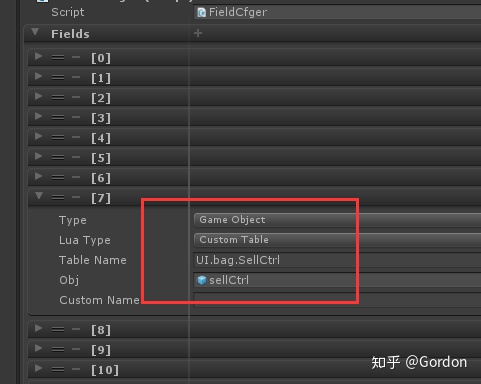 Script FieldCfger
Fields
[0]
[1]
[2]
[3]
[4]
[5]
[6]
[7]
Type Game Object
Lua Type Custom Table
Table Name UI.bag.SellCtrl
Obj sellCtrl
Custom Name
[8]
[9]
[10]
知乎 @Gordon